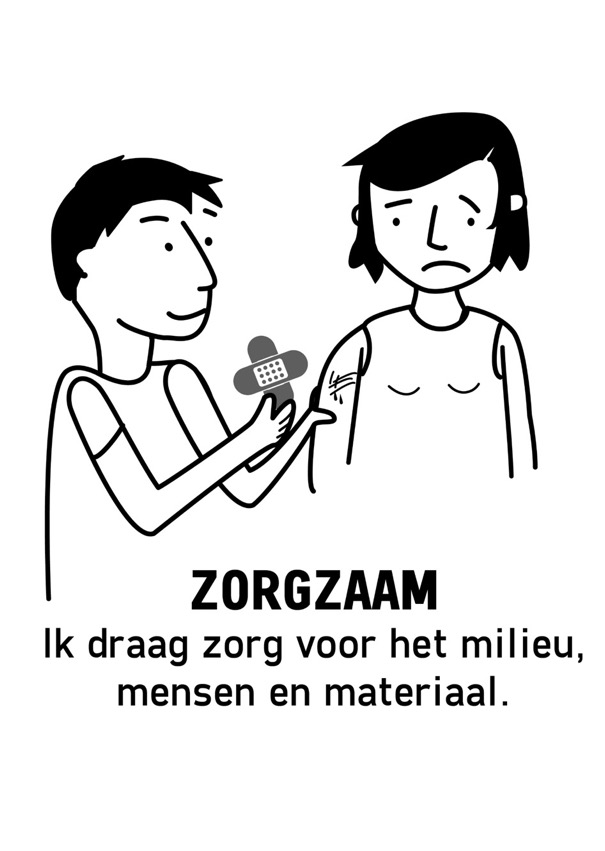 ZORGZAAM
Ik draag zorg voor het milieu,
mensen en materiaal.